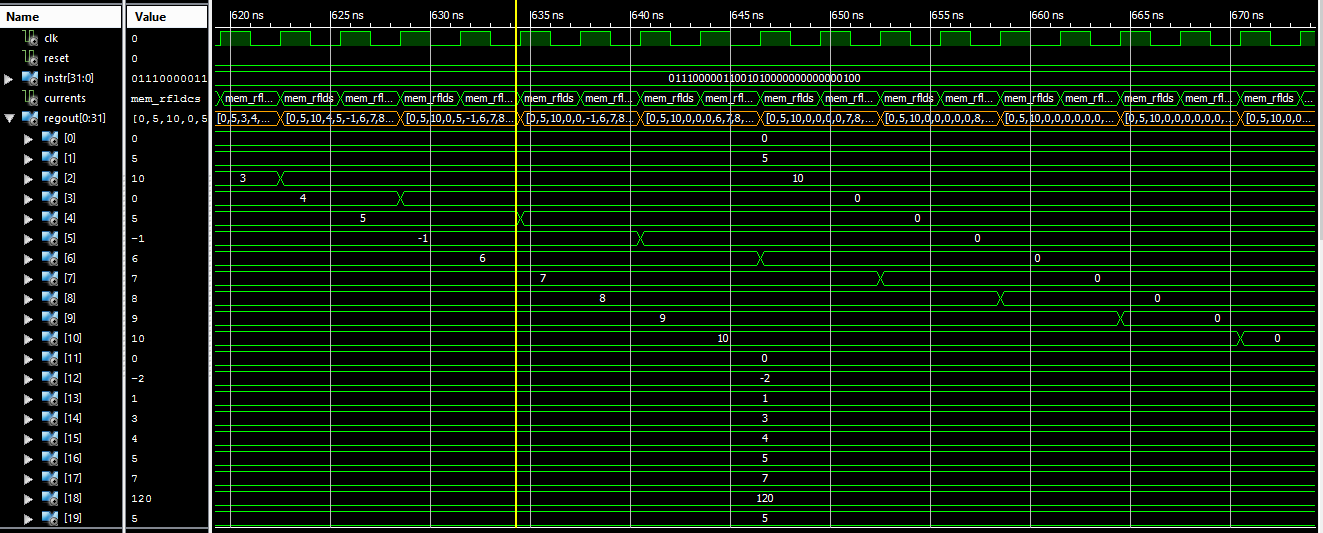 Name Value 620 ns 625 ns 630 ns 635 ns 640 ns 645 ns 650 ns 655 ns 660 ns 665 ns 670 ns
clk 0
reset 0
instr[31:0] 01110000011 01110000011001010000000000000100
currents mem_rfldcs mem_rfl... mem_rflds mem_rfl... mem_rflds mem_rfl... mem_rflds mem_rfl... mem_rflds mem_rfl... mem_rflds mem_rfl... mem_rflds mem_rfl... mem_rflds mem_rfl... mem_rflds mem_rfl... mem_rflds
regout[0:31] [0,5,10,0,5 [0,5,3,4,... [0,5,10,4,5,-1,6,7,8... [0,5,10,0,5,-1,6,7,8... [0,5,10,0,0,-1,6,7,8... [0,5,10,0,0,0,6,7,8,... [0,5,10,0,0,0,0,7,8,... [0,5,10,0,0,0,0,0,8,... [0,5,10,0,0,0,0,0,0,... [0,5,10,0,0,0,0,0,0,... [0,5,10,0,0...
[0] 0 0
[1] 5 5
[2] 10 3 10
[3] 0 4 0
[4] 5 5 0
[5] -1 -1 0
[6] 6 6 0
[7] 7 7 0
[8] 8 8 0
[9] 9 9 0
[10] 10 10 0
[11] 0 0
[12] -2 -2
[13] 1 1
[14] 3 3
[15] 4 4
[16] 5 5
[17] 7 7
[18] 120 120
[19] 5 5